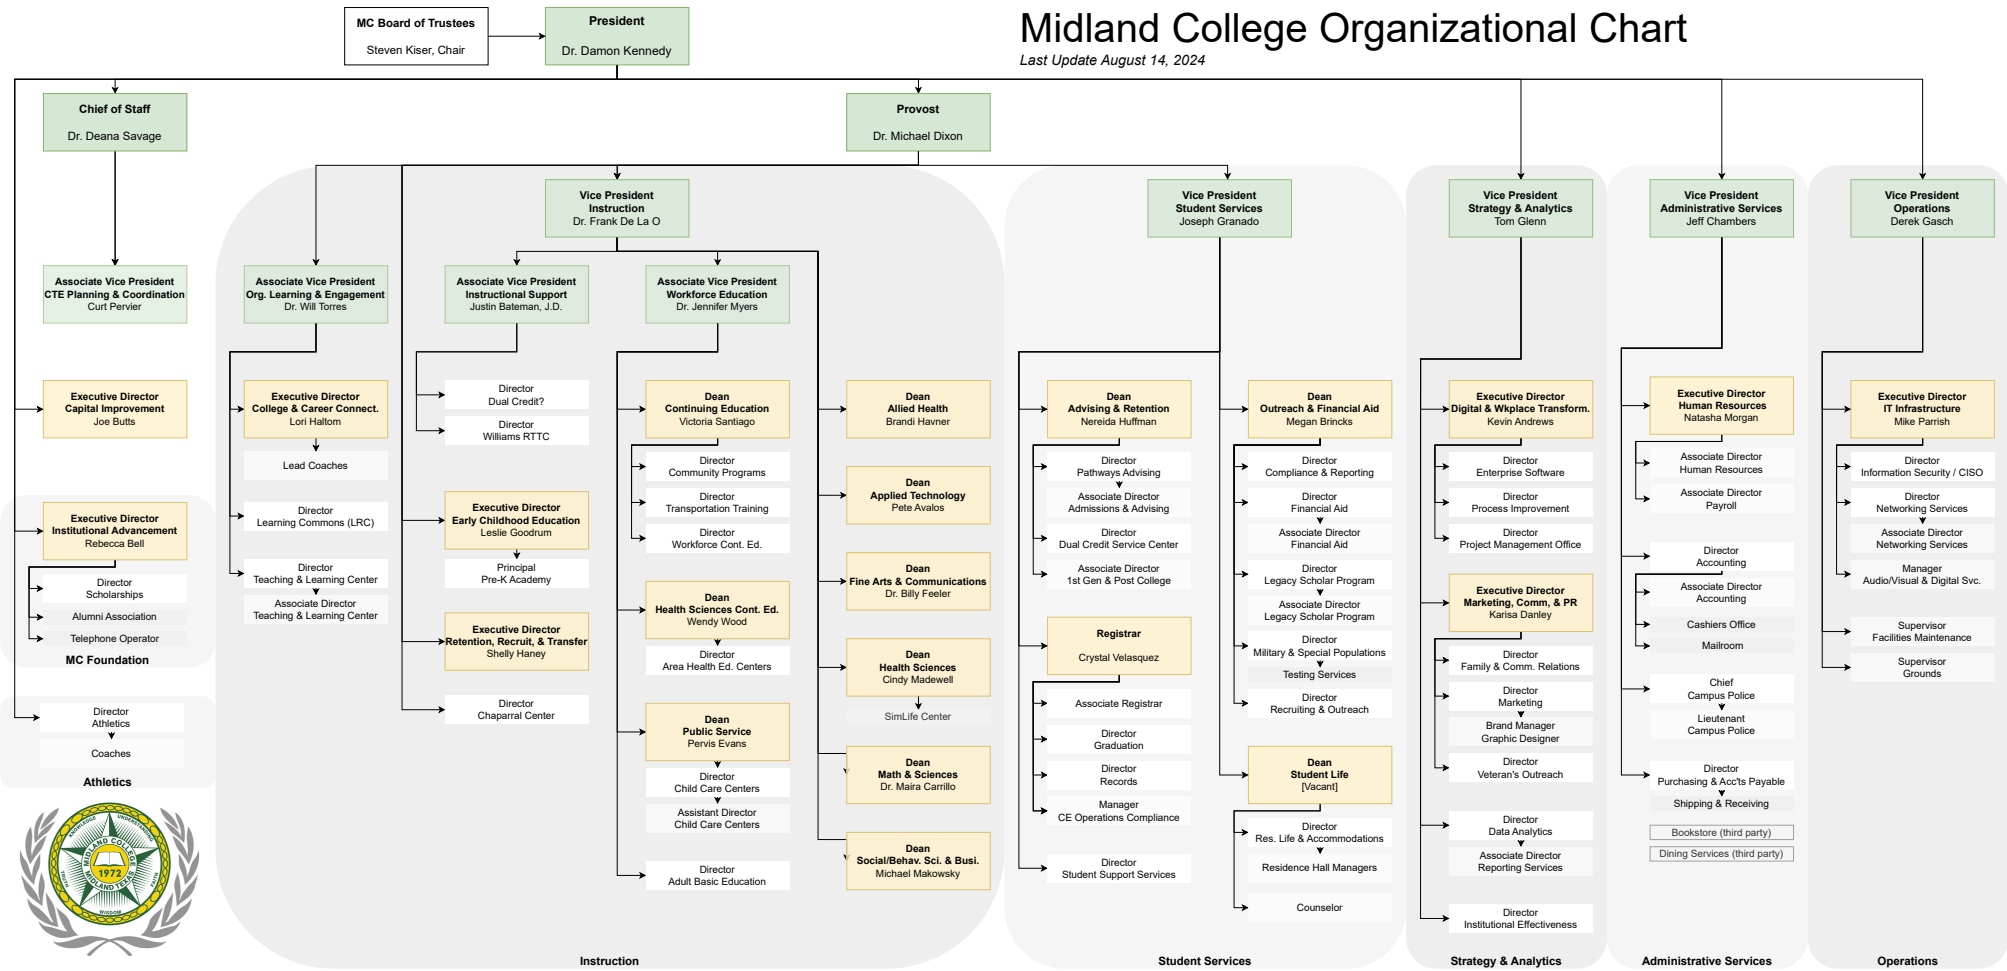 Midland College Organizational Chart
Last Update August 14, 2024
MC Board of Trustees
Steven Kiser, Chair
President
Dr. Damon Kennedy
Chief of Staff
Dr. Deana Savage
Provost
Dr. Michael Dixon
Vice President
Instruction
Dr. Frank De La O
Vice President
Student Services
Joseph Granado
Vice President
Strategy & Analytics
Tom Glenn
Vice President
Administrative Services
Jeff Chambers
Vice President
Operations
Derek Gasch
Associate Vice President
CTE Planning & Coordination
Curt Pervier
Associate Vice President
Org. Learning & Engagement
Dr. Will Torres
Associate Vice President
Instructional Support
Justin Bateman, J.D.
Associate Vice President
Workforce Education
Dr. Jennifer Myers
Executive Director
Capital Improvement
Joe Butts
Executive Director
Institutional Advancement
Rebecca Bell
Director
Scholarships
Alumni Association
Telephone Operator
MC Foundation
Director
Athletics
Coaches
Athletics
KNOWLEDGE
UNDERSTANDING
TRUTH
FAITH
WISDOM
MIDLAND COLLEGE
1972
MIDLAND TEXAS
Executive Director
College & Career Connect.
Lori Haltom
Lead Coaches
Director
Learning Commons (LRC)
Director
Teaching & Learning Center
Associate Director
Teaching & Learning Center
Director
Dual Credit?
Director
Williams RTTC
Executive Director
Early Childhood Education
Leslie Goodrum
Principal
Pre-K Academy
Executive Director
Retention, Recruit, & Transfer
Shelly Haney
Director
Chaparral Center
Dean
Continuing Education
Victoria Santiago
Director
Community Programs
Director
Transportation Training
Director
Workforce Cont. Ed.
Dean
Health Sciences Cont. Ed.
Wendy Wood
Director
Area Health Ed. Centers
Dean
Public Service
Pervis Evans
Director
Child Care Centers
Assistant Director
Child Care Centers
Director
Adult Basic Education
Dean
Allied Health
Brandi Havner
Dean
Applied Technology
Pete Avalos
Dean
Fine Arts & Communications
Dr. Billy Feeler
Dean
Health Sciences
Cindy Madewell
SimLife Center
Dean
Math & Sciences
Dr. Maira Carrillo
Dean
Social/Behav. Sci. & Busi.
Michael Makowsky
Instruction
Dean
Advising & Retention
Nereida Huffman
Director
Pathways Advising
Associate Director
Admissions & Advising
Director
Dual Credit Service Center
Associate Director
1st Gen & Post College
Registrar
Crystal Velasquez
Associate Registrar
Director
Graduation
Director
Records
Manager
CE Operations Compliance
Director
Student Support Services
Dean
Outreach & Financial Aid
Megan Brincks
Director
Compliance & Reporting
Director
Financial Aid
Associate Director
Financial Aid
Director
Legacy Scholar Program
Associate Director
Legacy Scholar Program
Director
Military & Special Populations
Testing Services
Director
Recruiting & Outreach
Dean
Student Life
[Vacant]
Director
Res. Life & Accommodations
Residence Hall Managers
Counselor
Student Services
Executive Director
Digital & Wkplace Transform.
Kevin Andrews
Director
Enterprise Software
Director
Process Improvement
Director
Project Management Office
Executive Director
Marketing, Comm, & PR
Karisa Danley
Director
Family & Comm. Relations
Director
Marketing
Brand Manager
Graphic Designer
Director
Veteran's Outreach
Director
Data Analytics
Associate Director
Reporting Services
Director
Institutional Effectiveness
Strategy & Analytics
Executive Director
Human Resources
Natasha Morgan
Associate Director
Human Resources
Associate Director
Payroll
Director
Accounting
Associate Director
Accounting
Cashiers Office
Mailroom
Chief
Campus Police
Lieutenant
Campus Police
Director
Purchasing & Acc'ts Payable
Shipping & Receiving
Bookstore (third party)
Dining Services (third party)
Administrative Services
Executive Director
IT Infrastructure
Mike Parrish
Director
Information Security / CISO
Director
Networking Services
Associate Director
Networking Services
Manager
Audio/Visual & Digital Svc.
Supervisor
Facilities Maintenance
Supervisor
Grounds
Operations